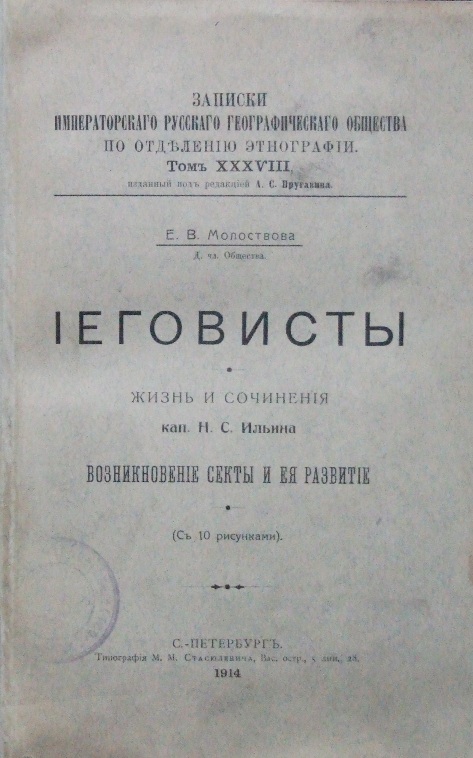 ЗАПИСКИ
ИМПЕРАТОРСКАГО РУССКАГО ГЕОГРАФИЧЕСКАГО ОБЩЕСТВА
ПО ОТДѢЛЕНІЮ ЭТНОГРАФІИ.
Томъ XXXVIII,
изданный подъ редакціей А. С. Пругавина.
Е. В. Молоствова
Д. чл. Общества.
ІЕГОВИСТЫ
ЖИЗНЬ И СОЧИНЕНІЯ
кап. Н. С. Ильина
ВОЗНИКНОВЕНІЕ СЕКТЫ И ЕЯ РАЗВИТІЕ
(Съ 10 рисунками).
С.-ПЕТЕРБУРГЪ.
Типографія М. М. Стасюлевича, Вас. остр., 5 лин., 28.
1914